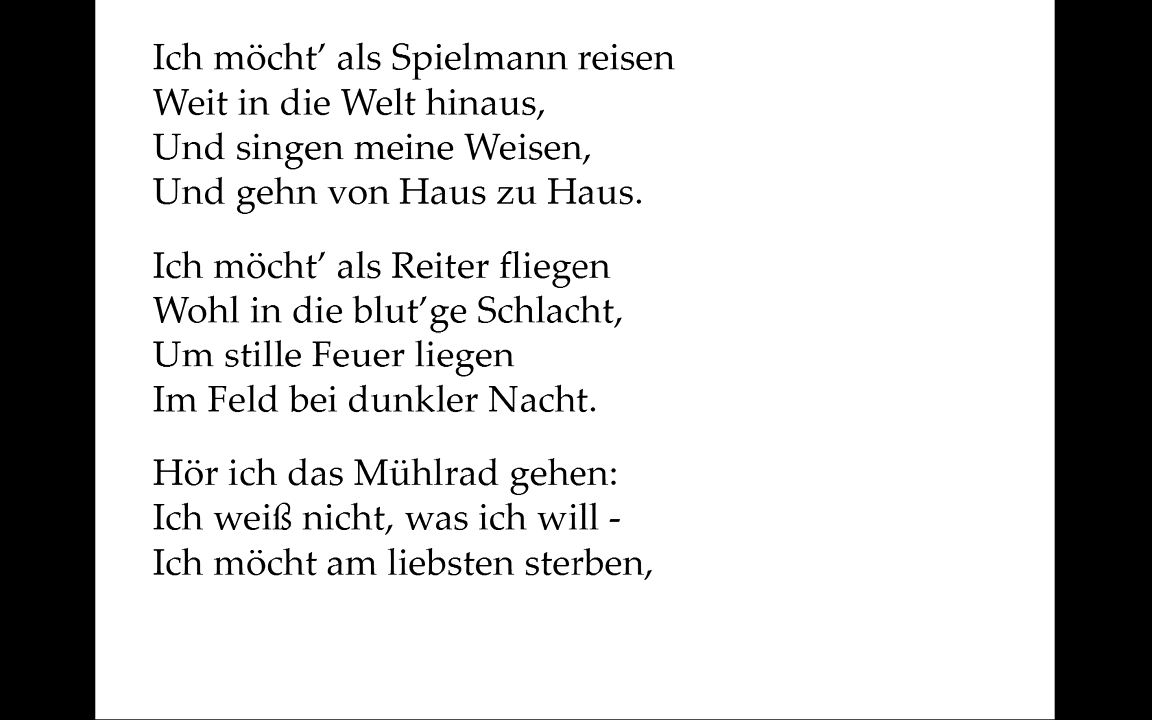 Ich möcht’ als Spielmann reisen
Weit in die Welt hinaus,
Und singen meine Weisen,
Und gehn von Haus zu Haus.
Ich möcht’ als Reiter fliegen
Wohl in die blut’ge Schlacht,
Um stille Feuer liegen
Im Feld bei dunkler Nacht.
Hör ich das Mühlrad gehen:
Ich weiß nicht, was ich will -
Ich möcht am liebsten sterben,